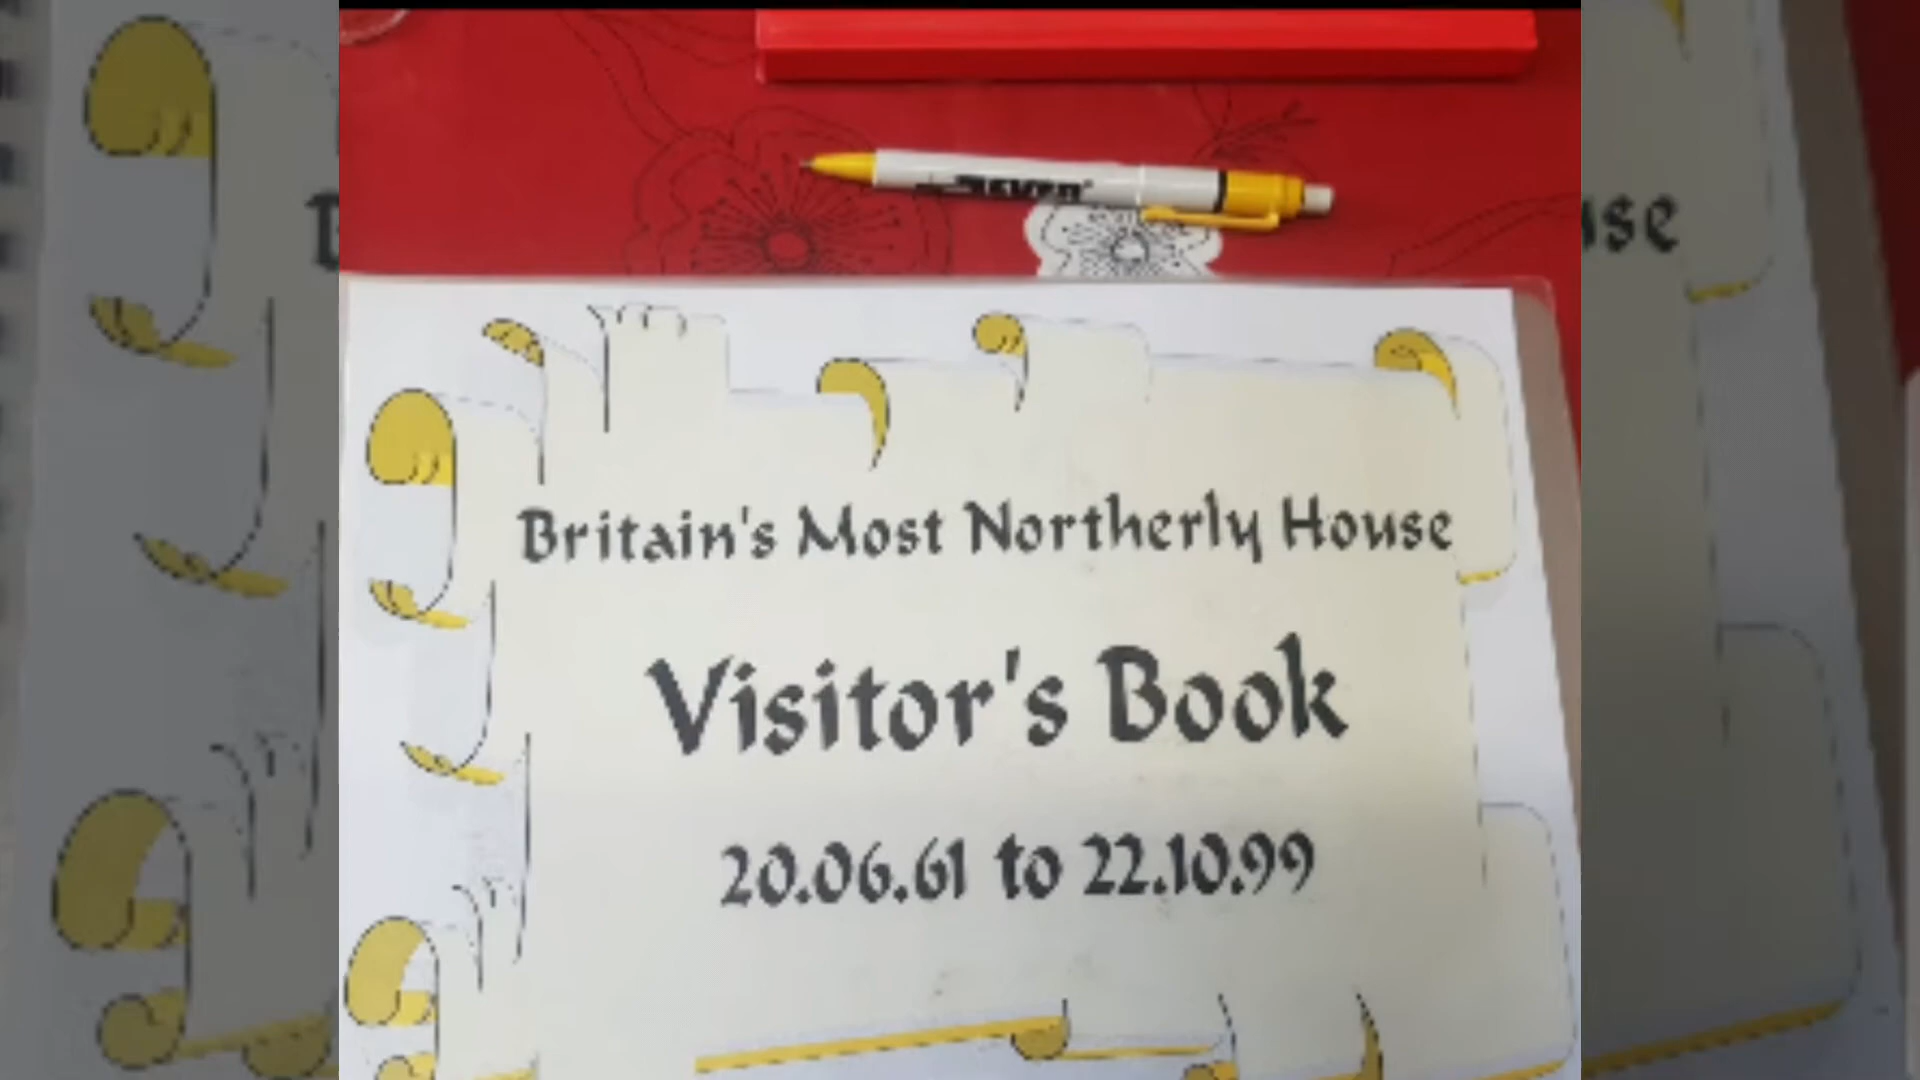 Britain's Most Northerly House
Visitor's Book
20.06.61 to 22.10.99